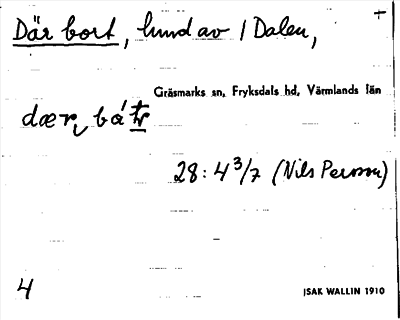 +
Där bort, hund av / Dalen,
Gräsmarks sn, Fryksdals hd, Värmlands län
dær, bá tr
28: 4 3/7 (Nils Persson)
4
ISAK WALLIN 1910